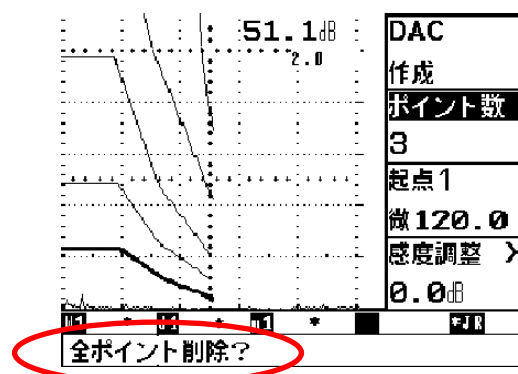 51.1dB
2.0
DAC
作成
ポイント数
3
起点1
微120.0
感度調整 >
0.0dB
*JR
全ポイント削除?